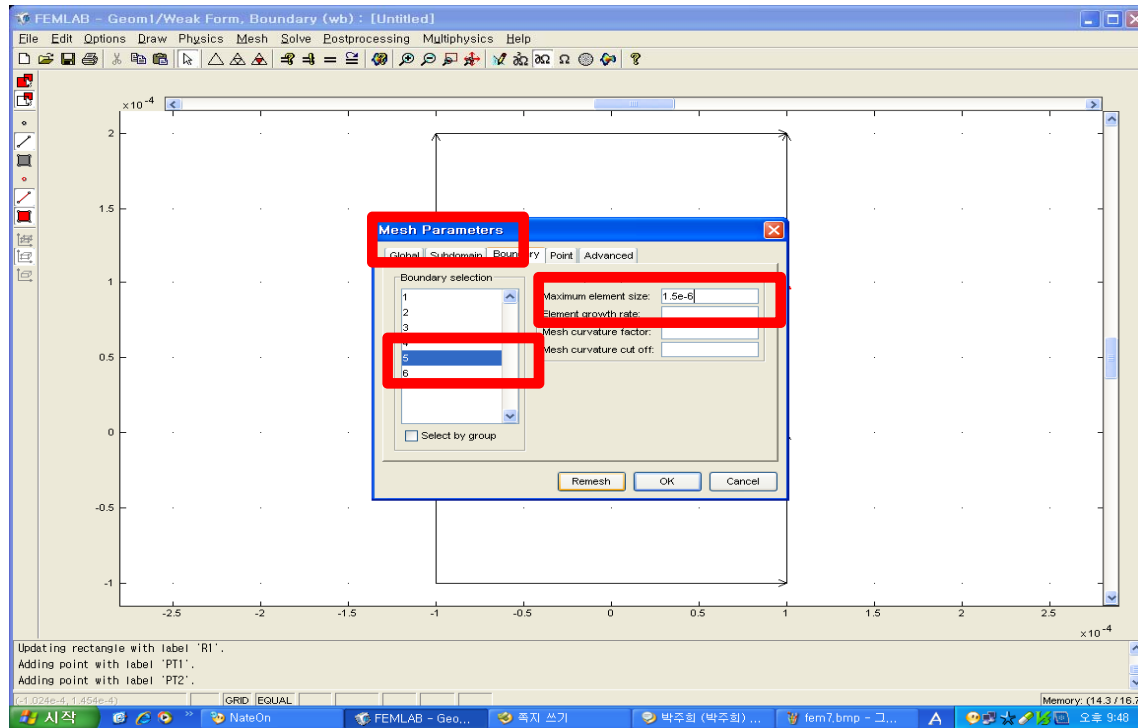 FEMLAB - Geom1/Weak Form, Boundary (wb) : [Untitled]
File Edit Options Draw Physics Mesh Solve Postprocessing Multiphysics Help
×10-4
2
1.5
1
0.5
0
-0.5
-1
Mesh Parameters
Global Subdomain Boundary Point Advanced
Boundary selection
1
2
3
4
5
6
Select by group
Maximum element size: 1.5e-6
Element growth rate:
Mesh curvature factor:
Mesh curvature cut off:
Remesh OK Cancel
-2.5 -2 -1.5 -1 -0.5 0 0.5 1 1.5 2 2.5
×10-4
Updating rectangle with label 'R1'.
Adding point with label 'PT1'.
Adding point with label 'PT2'.
(-1.024e-4, 1.454e-4) GRID EQUAL Memory: (14.3 / 16.7
시작 NateOn FEMLAB - Geo... 쪽지 쓰기 박주희 (박주희) ... fem7.bmp - 그... A 오후 9:46